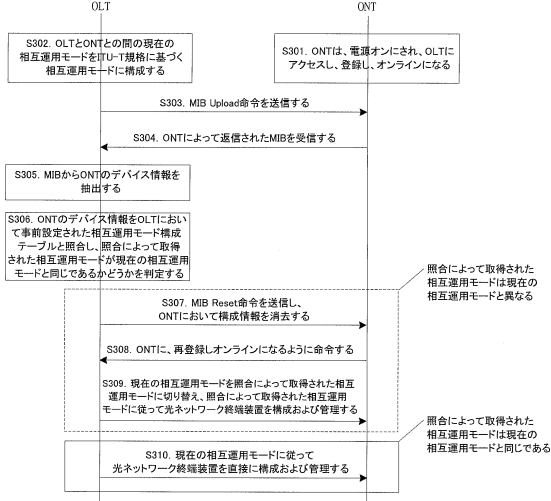 OLT
ONT
S302. OLTとONTとの間の現在の
相互運用モードをITU-T規格に基づく
相互運用モードに構成する
S301. ONTは、電源オンにされ、OLTに
アクセスし、登録し、オンラインになる
S303. MIB Upload命令を送信する
S304. ONTによって返信されたMIBを受信する
S305. MIBからONTのデバイス情報を
抽出する
S306. ONTのデバイス情報をOLTにおい
て事前設定された相互運用モード構成
テーブルと照合し、照合によって取得
された相互運用モードが現在の相互運用
モードと同じであるかどうかを判定する
照合によって取得された
相互運用モードは現在の
相互運用モードと異なる
S307. MIB Reset命令を送信し、
ONTにおいて構成情報を消去する
S308. ONTに、再登録しオンラインになるように命令する
S309. 現在の相互運用モードを照合によって取得された相互
運用モードに切り替え、照合によって取得された相互運用
モードに従って光ネットワーク終端装置を構成および管理する
照合によって取得された
相互運用モードは現在の
相互運用モードと同じである
S310. 現在の相互運用モードに従って
光ネットワーク終端装置を直接に構成および管理する